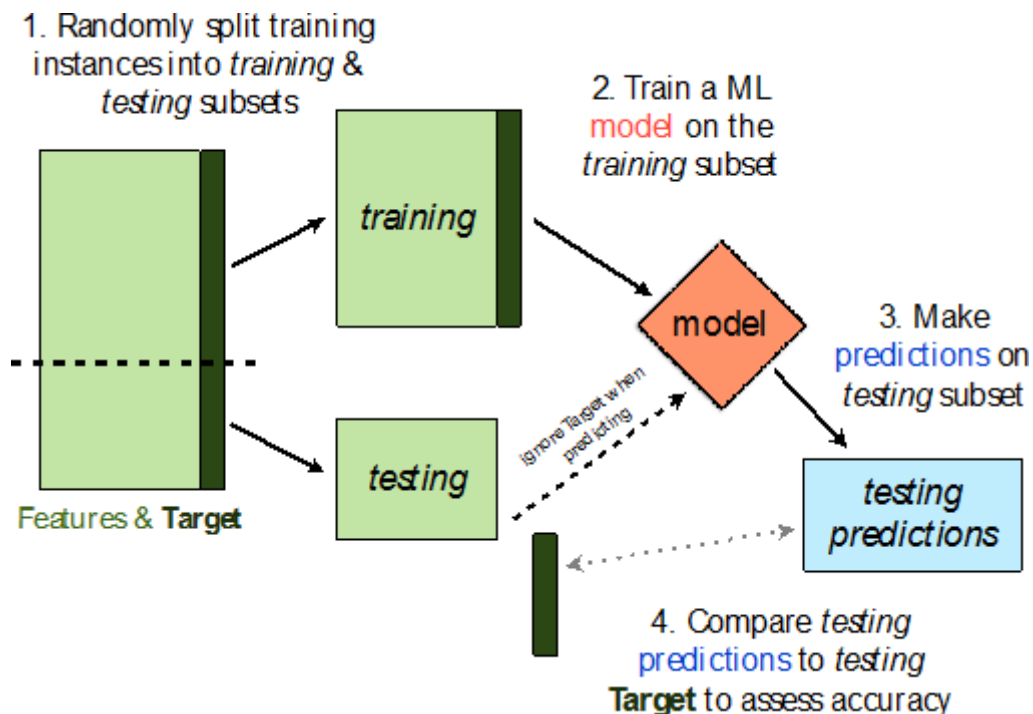 1. Randomly split training
instances into training &
testing subsets
2. Train a ML
model on the
training subset
training
model
3. Make
predictions on
testing subset
ignore Target when
predicting
testing
Features & Target
testing
predictions
4. Compare testing
predictions to testing
Target to assess accuracy